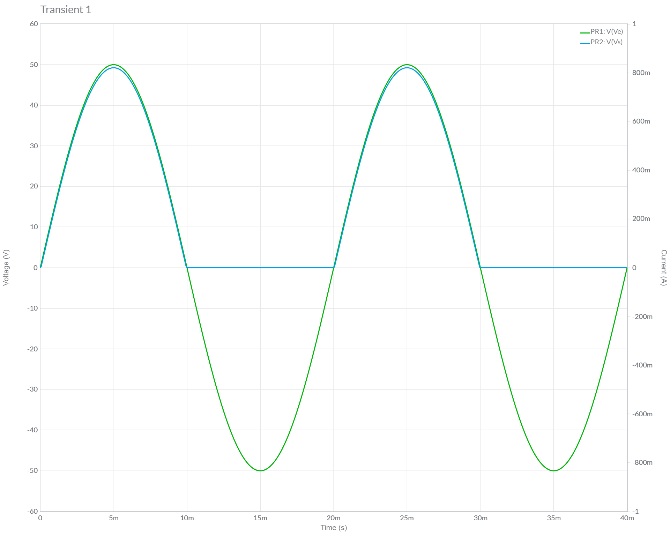 Transient 1
PR1: V(Ve)
PR2: V(Vs)
60
50
40
30
20
10
0
-10
-20
-30
-40
-50
-60
Voltage (V)
1
800m
600m
400m
200m
0
-200m
-400m
-600m
-800m
-1
Current (A)
0 5m 10m 15m 20m 25m 30m 35m 40m
Time (s)